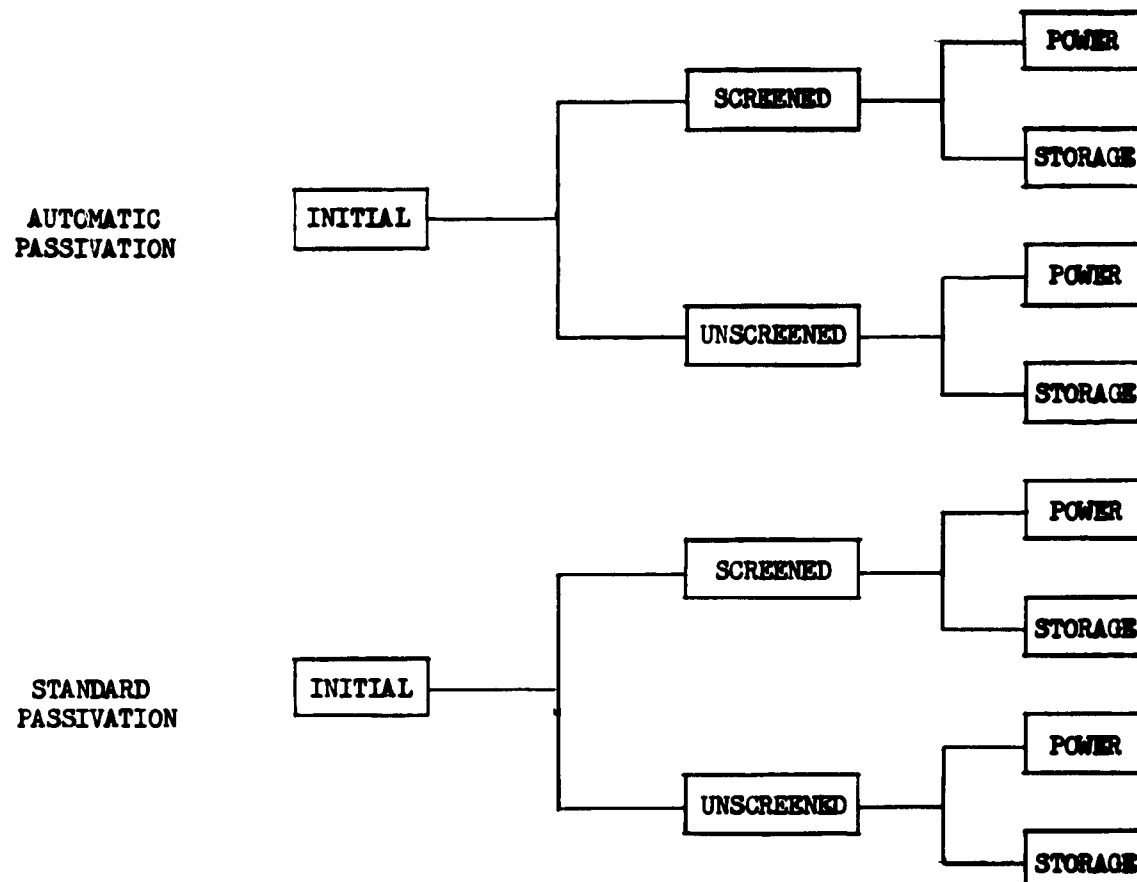 POWER
SCREENED
STORAGE
AUTOMATIC
PASSIVATION
INITIAL
POWER
UNSCREENED
STORAGE
POWER
SCREENED
STORAGE
STANDARD
PASSIVATION
INITIAL
POWER
UNSCREENED
STORAGE